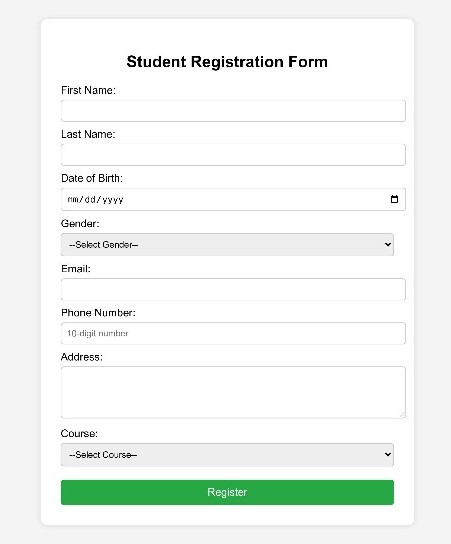 Student Registration Form
First Name:
Last Name:
Date of Birth:
mm/dd/yyyy
Gender:
--Select Gender--
Email:
Phone Number:
10-digit number
Address:
Course:
--Select Course--
Register